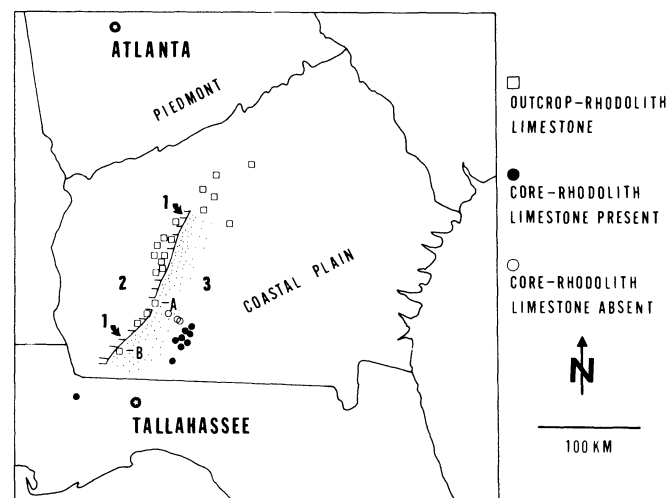 ATLANTA
PIEDMONT
1
2
3
-A
COASTAL PLAIN
1
-B
TALLAHASSEE
OUTCROP-RHODOLITH
LIMESTONE
CORE-RHODOLITH
LIMESTONE PRESENT
CORE-RHODOLITH
LIMESTONE ABSENT
N
100 KM